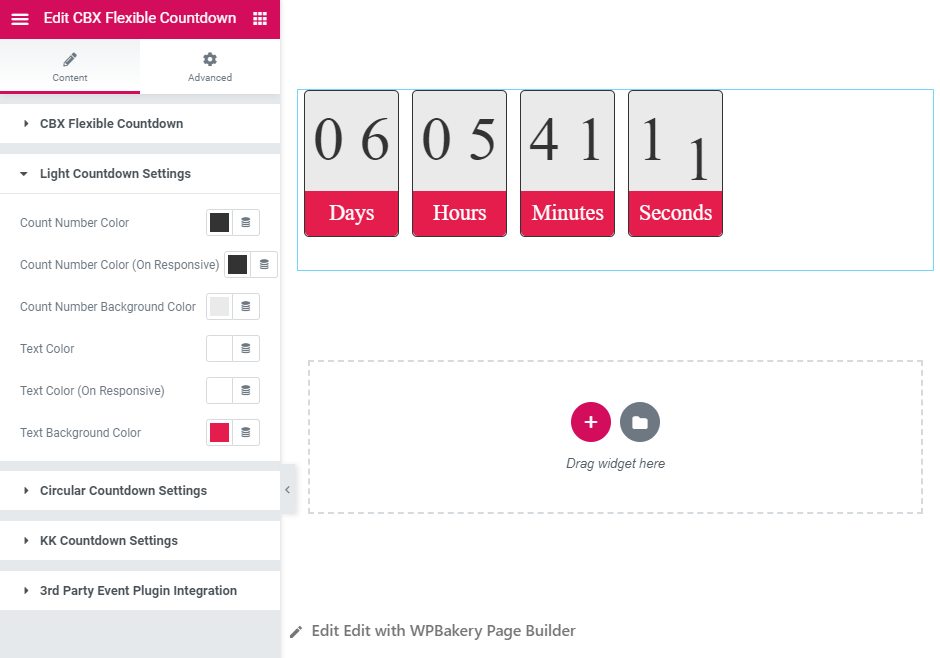 Edit CBX Flexible Countdown
Content
Advanced
CBX Flexible Countdown
Light Countdown Settings
Count Number Color
Count Number Color (On Responsive)
Count Number Background Color
Text Color
Text Color (On Responsive)
Text Background Color
Circular Countdown Settings
KK Countdown Settings
3rd Party Event Plugin Integration
0 6 0 5 4 1 1 1
Days Hours Minutes Seconds
Drag widget here
Edit Edit with WPBakery Page Builder